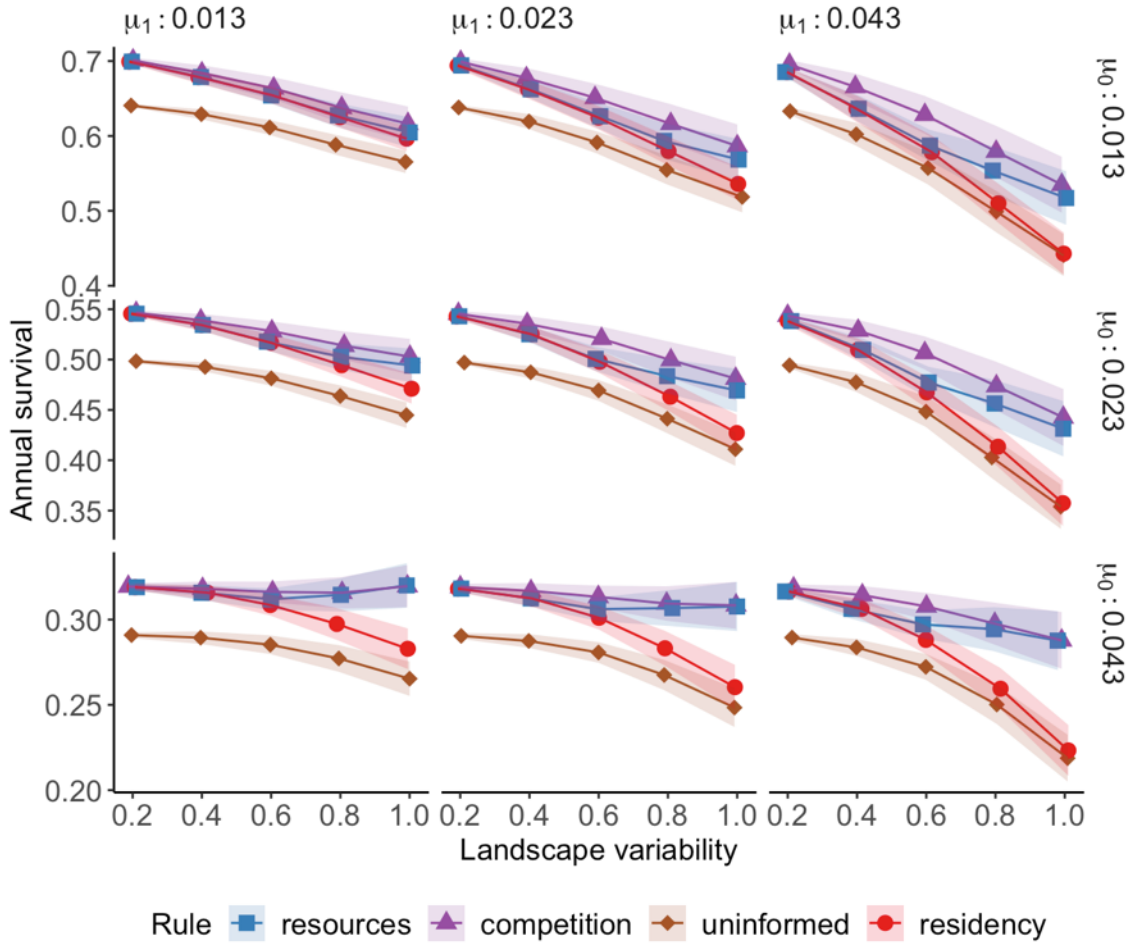 μ₁ : 0.013
μ₁ : 0.023
μ₁ : 0.043
0.7
0.6
0.5
0.4
μ₀ : 0.013
0.55
0.50
0.45
0.40
0.35
μ₀ : 0.023
0.30
0.25
0.20
μ₀ : 0.043
Annual survival
0.2 0.4 0.6 0.8 1.0 0.2 0.4 0.6 0.8 1.0 0.2 0.4 0.6 0.8 1.0
Landscape variability
Rule resources competition uninformed residency